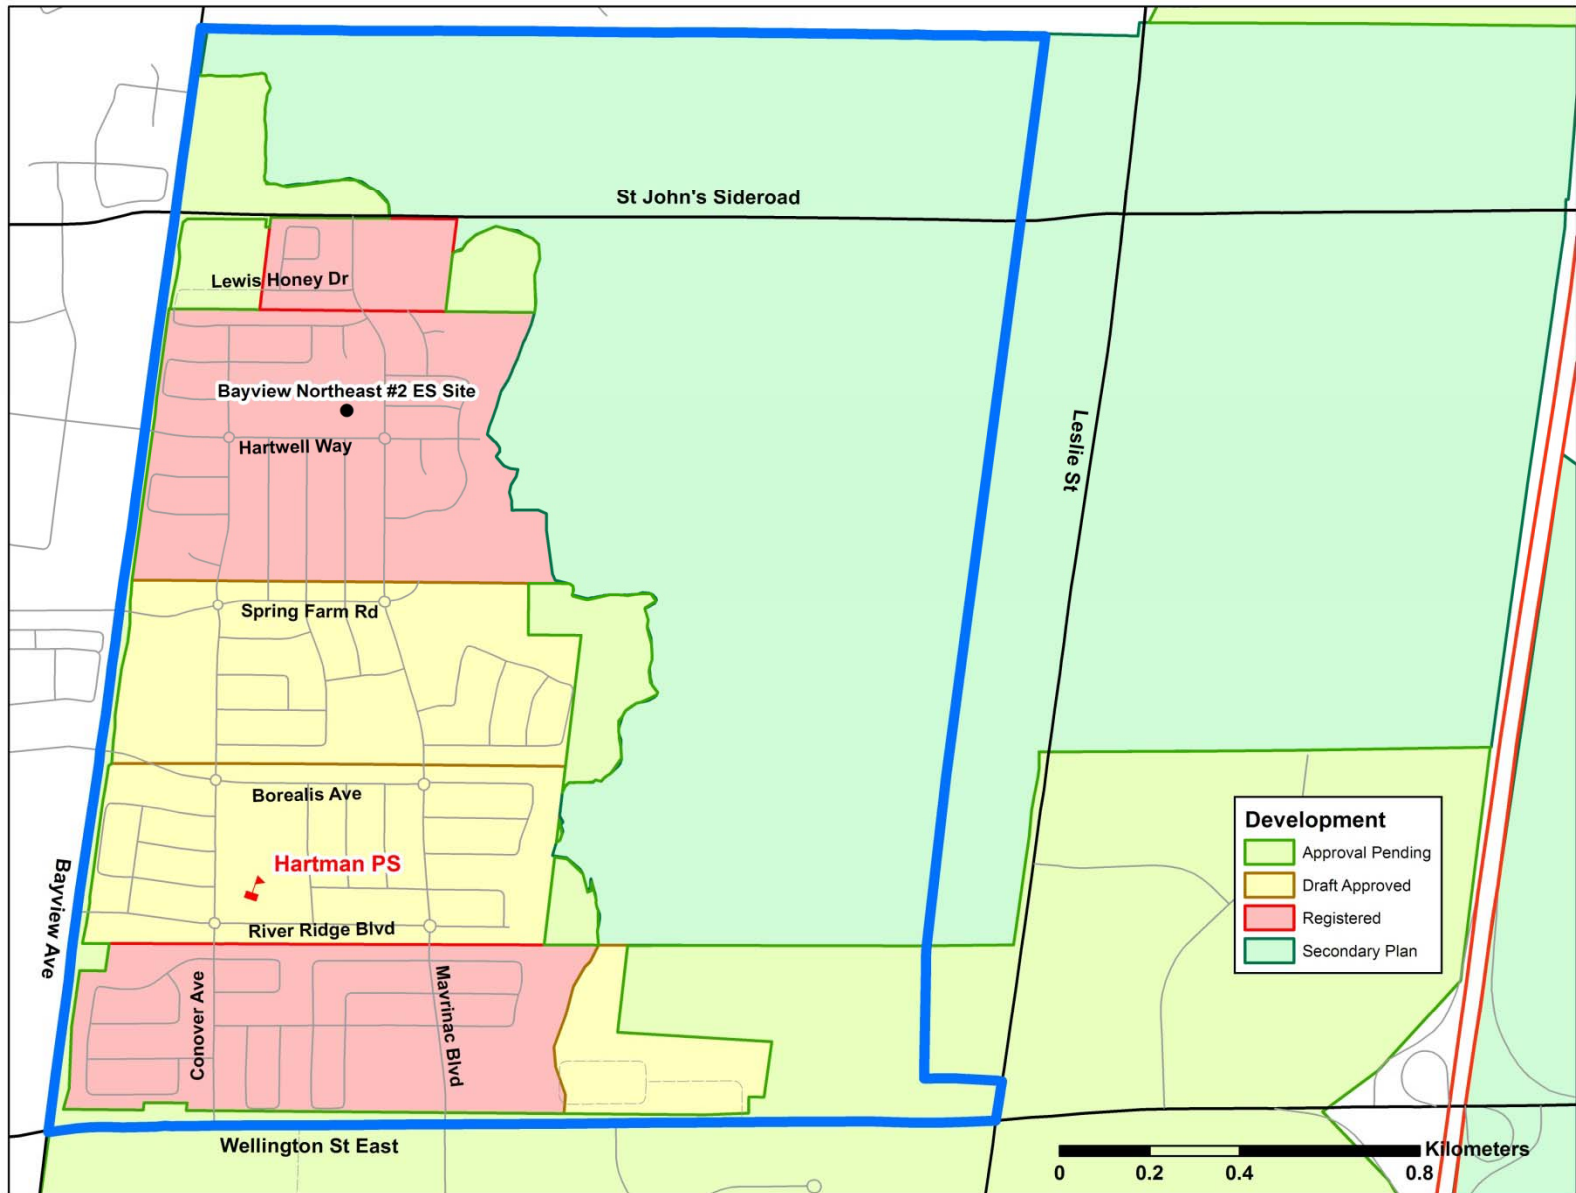 St John's Sideroad
Lewis Honey Dr
Bayview Northeast #2 ES Site
Hartwell Way
Leslie St
Spring Farm Rd
Borealis Ave
Hartman PS
River Ridge Blvd
Bayview Ave
Conover Ave
Mavrinac Blvd
Wellington St East
Development
Approval Pending
Draft Approved
Registered
Secondary Plan
Kilometers
0 0.2 0.4 0.8